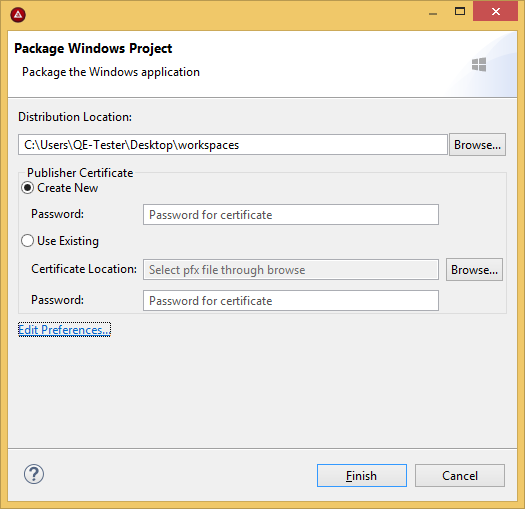 Package Windows Project
Package the Windows application
Distribution Location:
C:\Users\QE-Tester\Desktop\workspaces Browse...
Publisher Certificate
Create New
Password: Password for certificate
Use Existing
Certificate Location: Select pfx file through browse Browse...
Password: Password for certificate
Edit Preferences...
? Finish Cancel